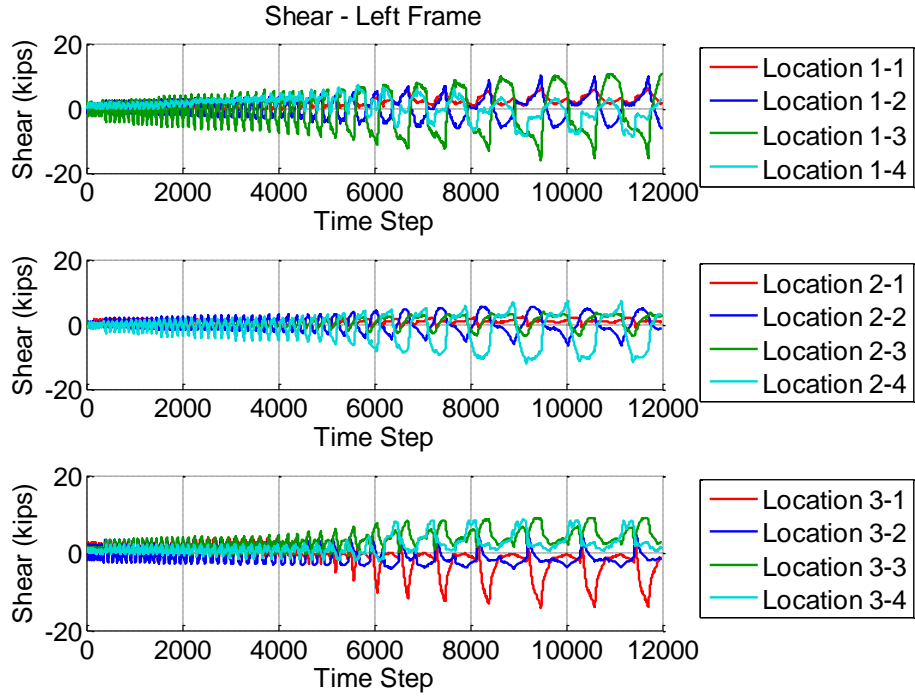 Shear - Left Frame
20
0
-20
Shear (kips)
0 2000 4000 6000 8000 10000 12000
Time Step
Location 1-1
Location 1-2
Location 1-3
Location 1-4
20
0
-20
Shear (kips)
0 2000 4000 6000 8000 10000 12000
Time Step
Location 2-1
Location 2-2
Location 2-3
Location 2-4
20
0
-20
Shear (kips)
0 2000 4000 6000 8000 10000 12000
Time Step
Location 3-1
Location 3-2
Location 3-3
Location 3-4